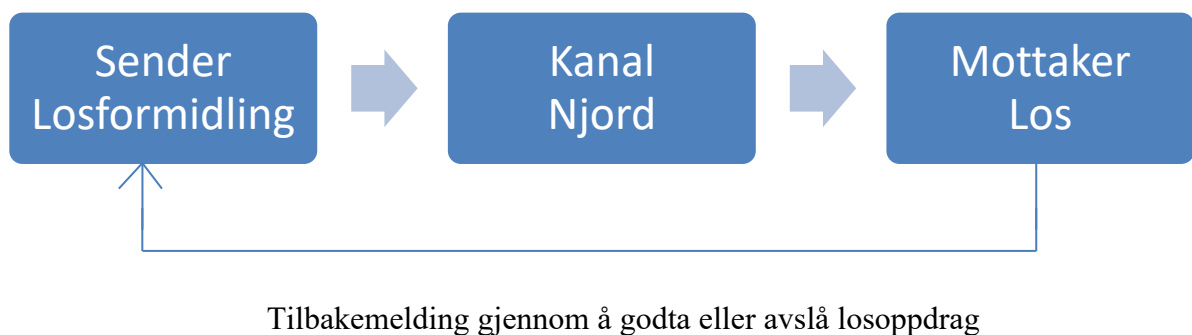 Sender
Losformidling
Kanal
Njord
Mottaker
Los
Tilbakemelding gjennom å godta eller avslå losoppdrag